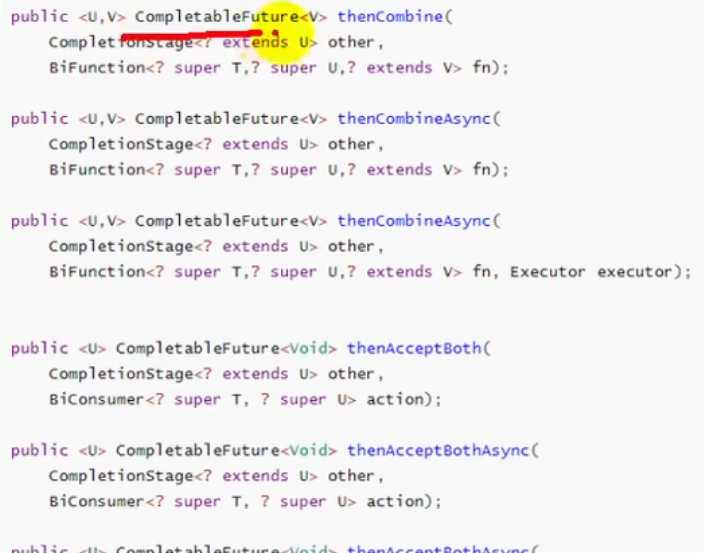 public <U,V> CompletableFuture<V> thenCombine(
CompletionStage<? extends U> other,
BiFunction<? super T,? super U,? extends V> fn);
public <U,V> CompletableFuture<V> thenCombineAsync(
CompletionStage<? extends U> other,
BiFunction<? super T,? super U,? extends V> fn);
public <U,V> CompletableFuture<V> thenCombineAsync(
CompletionStage<? extends U> other,
BiFunction<? super T,? super U,? extends V> fn, Executor executor);
public <U> CompletableFuture<Void> thenAcceptBoth(
CompletionStage<? extends U> other,
BiConsumer<? super T, ? super U> action);
public <U> CompletableFuture<Void> thenAcceptBothAsync(
CompletionStage<? extends U> other,
BiConsumer<? super T, ? super U> action);
public <U> CompletableFuture<Void> thenAcceptBothAsync(